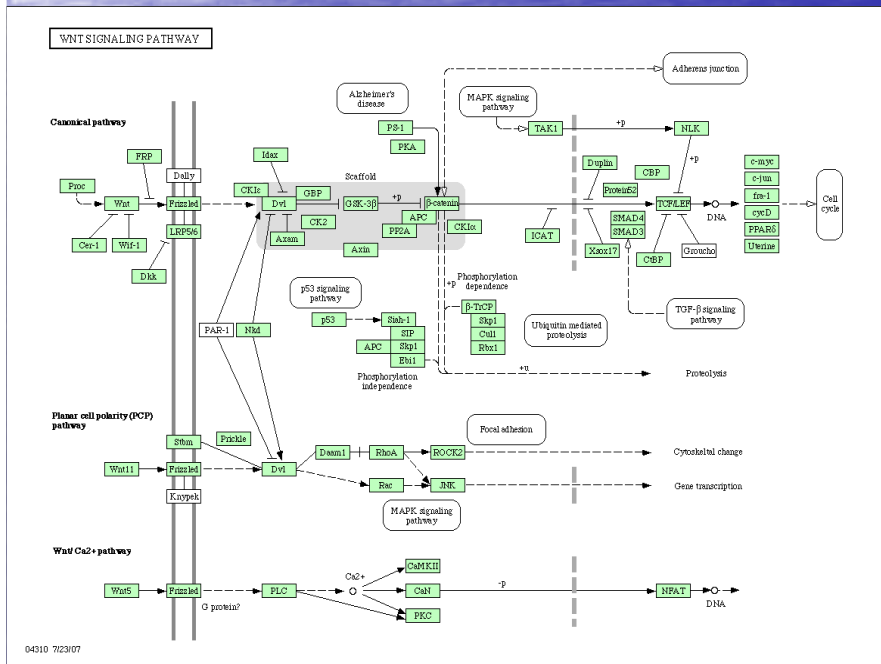 WNT SIGNALING PATHWAY
Adherens junction
Alzheimer's
disease
MAPK signaling
pathway
Canonical pathway
PS-1
TAK1
+p
NLK
PKA
FRP
Idax
Duplin
CBP
+p
c-myc
Dally
Scaffold
Protein52
c-jun
Proc
CKIε
GBP
fra-1
Wnt
Frizzled
Dvl
GSK-3β
+p
β-catenin
TCF/LEF
DNA
Cell
cycle
cycD
APC
SMAD4
CK2
PP2A
CKIα
SMAD3
PPARδ
LRP5/6
Axam
ICAT
Cer-1
Wif-1
Axin
Xsox17
CtBP
Groucho
Uterine
Dkk
Phosphorylation
dependence
p53 signaling
pathway
+p
β-TrCP
TGF-β signaling
pathway
p53
Siah-1
Skp1
Ubiquitin mediated
proteolysis
PAR-1
Nkd
SIP
Cul1
APC
Skp1
Rbx1
Ebi1
+u
Proteolysis
Phosphorylation
independence
Planar cell polarity (PCP)
pathway
Focal adhesion
Stbm
Prickle
Daam1
RhoA
ROCK2
Cytoskeltal change
Wnt11
Frizzled
Dvl
Rac
JNK
Gene transcription
Knypek
MAPK signaling
pathway
Wnt/Ca2+ pathway
CaMKII
Ca2+
Wnt5
Frizzled
PLC
CaN
-p
NFAT
DNA
G protein?
PKC
04310 7/23/07